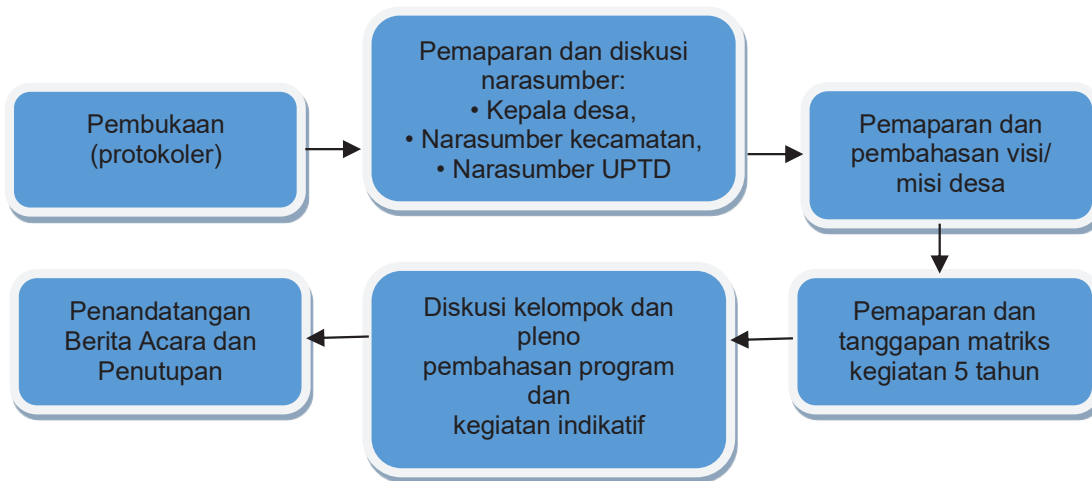 Pembukaan
(protokoler)
Pemaparan dan diskusi
narasumber:
• Kepala desa,
• Narasumber kecamatan,
• Narasumber UPTD
Pemaparan dan
pembahasan visi/
misi desa
Pemaparan dan
tanggapan matriks
kegiatan 5 tahun
Diskusi kelompok dan
pleno
pembahasan program
dan
kegiatan indikatif
Penandatangan
Berita Acara dan
Penutupan